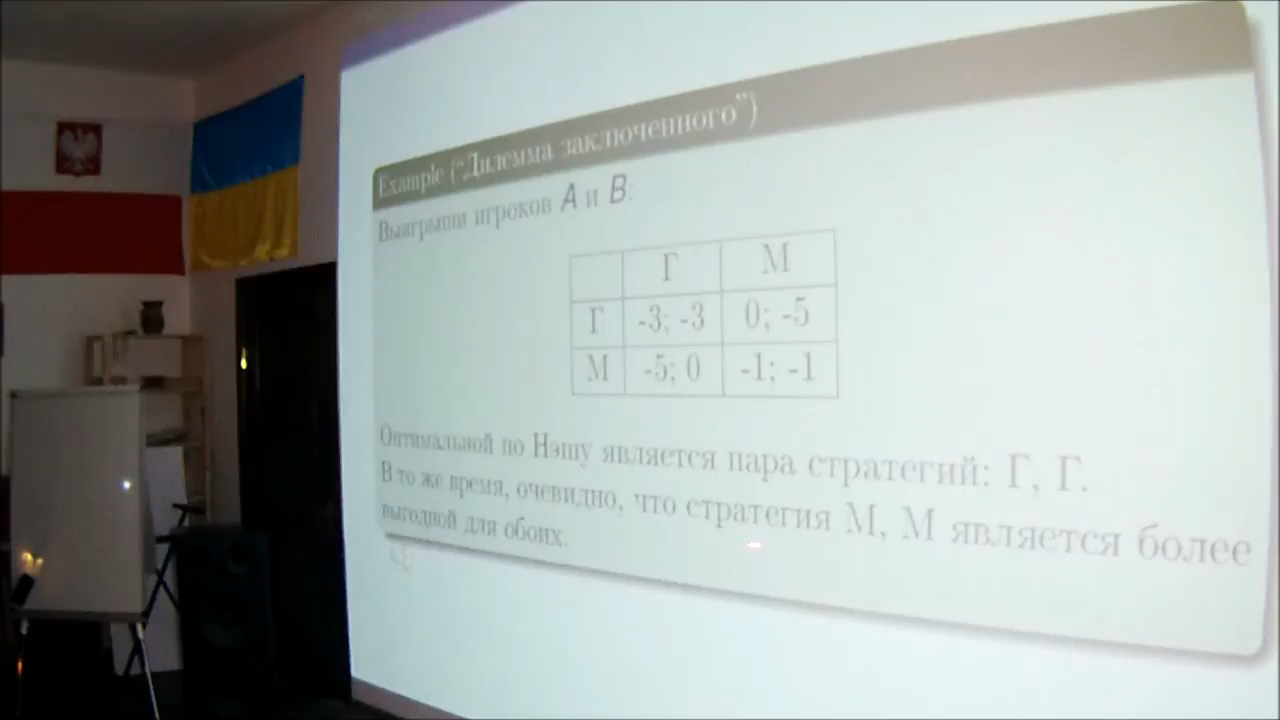 Example (“Дилемма заключенного”)
Выигрыши игроков A и B:
Г М
Г -3; -3 0; -5
М -5; 0 -1; -1
Оптимальной по Нэшу является пара стратегий: Г, Г.
В то же время, очевидно, что стратегия М, М является более
выгодной для обоих.